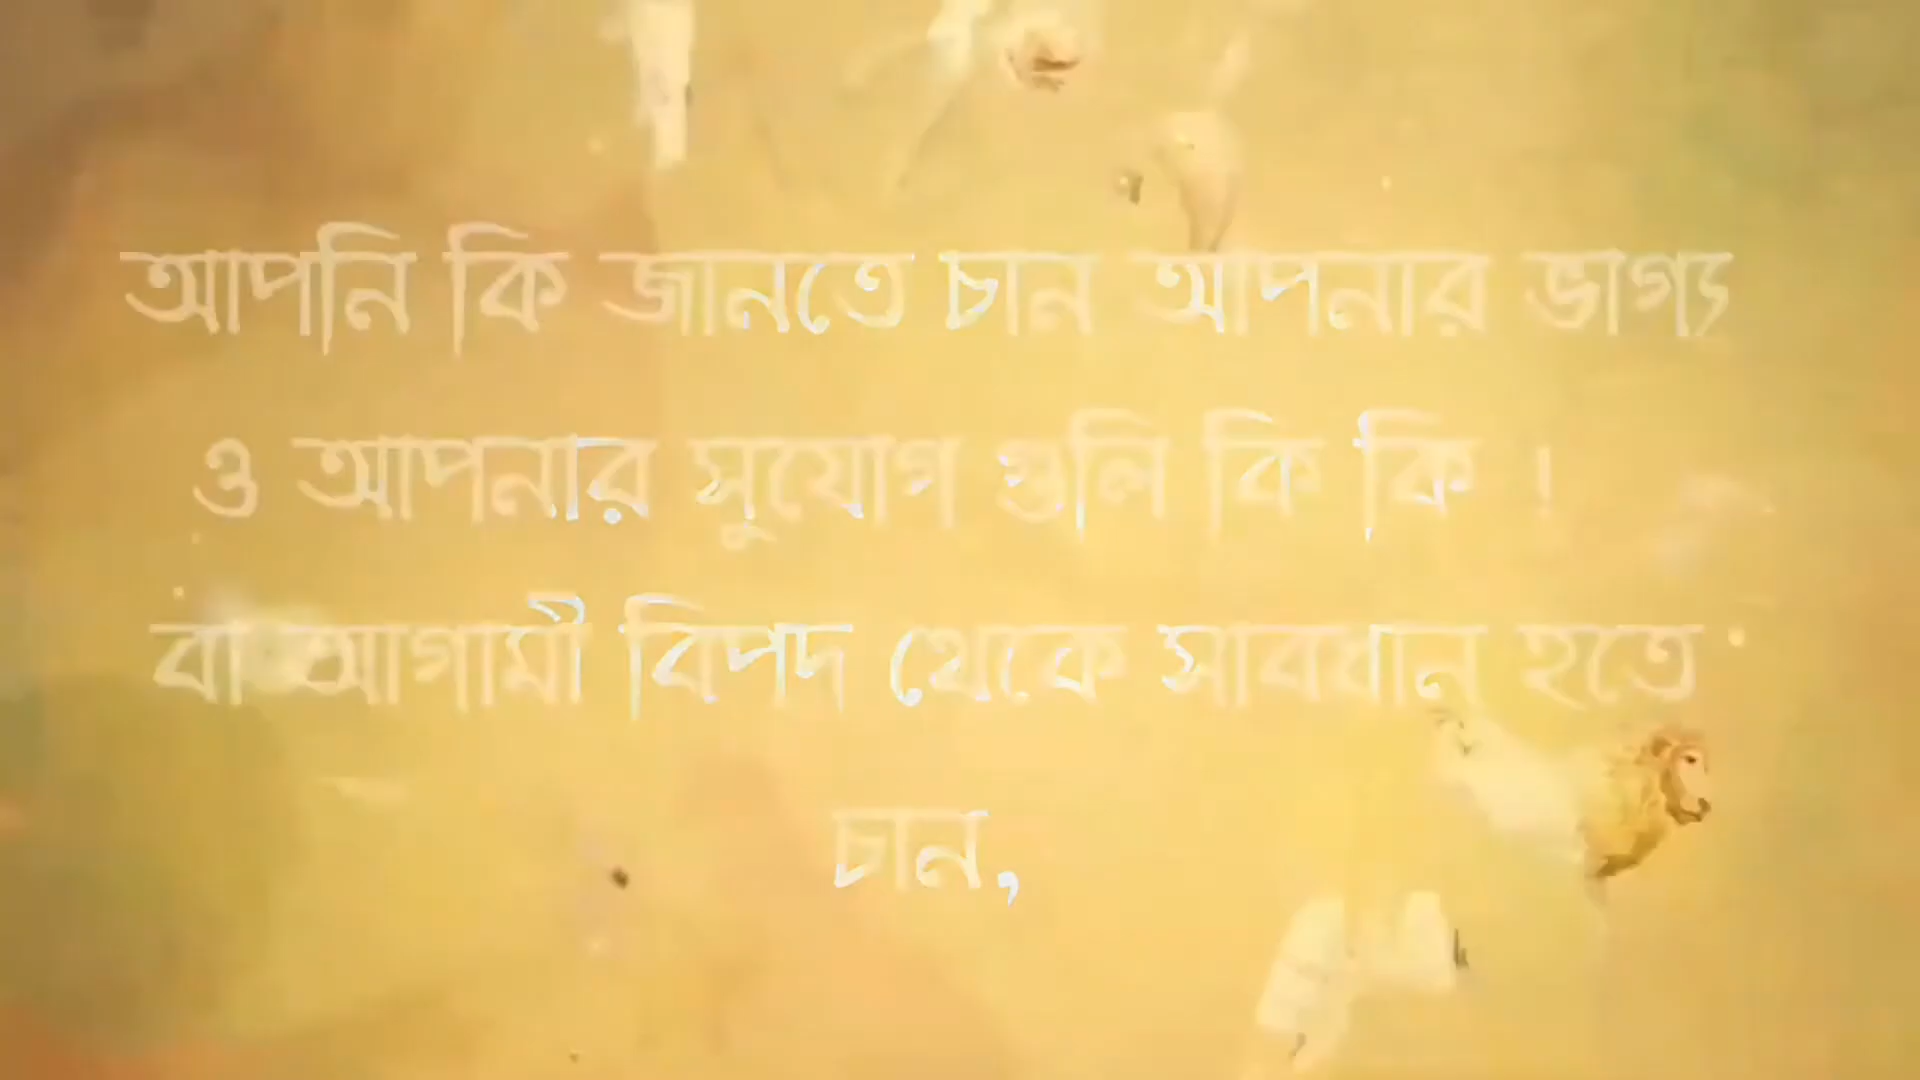 আপনি কি জানতে চান আপনার ভাগ্য
ও আপনার সুযোগ গুলি কি কি !
বা আগামী বিপদ থেকে সাবধান হতে
চান,